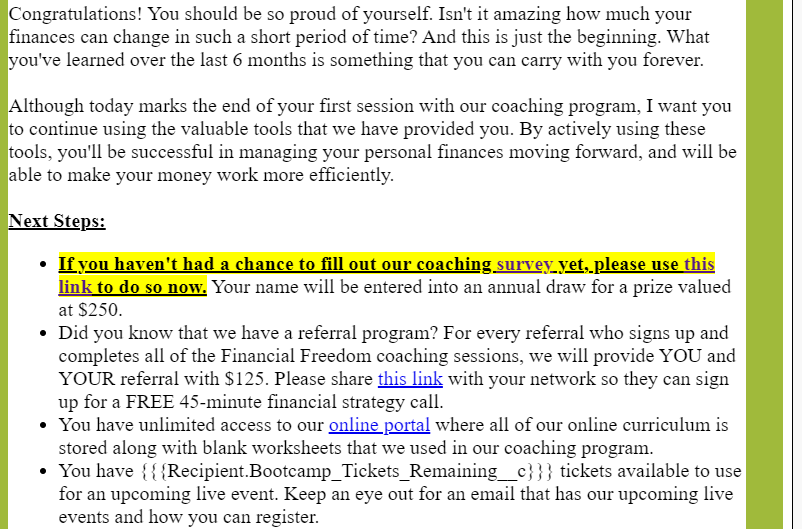 Congratulations! You should be so proud of yourself. Isn't it amazing how much your
finances can change in such a short period of time? And this is just the beginning. What
you've learned over the last 6 months is something that you can carry with you forever.
Although today marks the end of your first session with our coaching program, I want you
to continue using the valuable tools that we have provided you. By actively using these
tools, you'll be successful in managing your personal finances moving forward, and will be
able to make your money work more efficiently.
Next Steps:
• If you haven't had a chance to fill out our coaching survey yet, please use this
link to do so now. Your name will be entered into an annual draw for a prize valued
at $250.
• Did you know that we have a referral program? For every referral who signs up and
completes all of the Financial Freedom coaching sessions, we will provide YOU and
YOUR referral with $125. Please share this link with your network so they can sign
up for a FREE 45-minute financial strategy call.
• You have unlimited access to our online portal where all of our online curriculum is
stored along with blank worksheets that we used in our coaching program.
• You have {{{Recipient.Bootcamp_Tickets_Remaining__c}}} tickets available to use
for an upcoming live event. Keep an eye out for an email that has our upcoming live
events and how you can register.